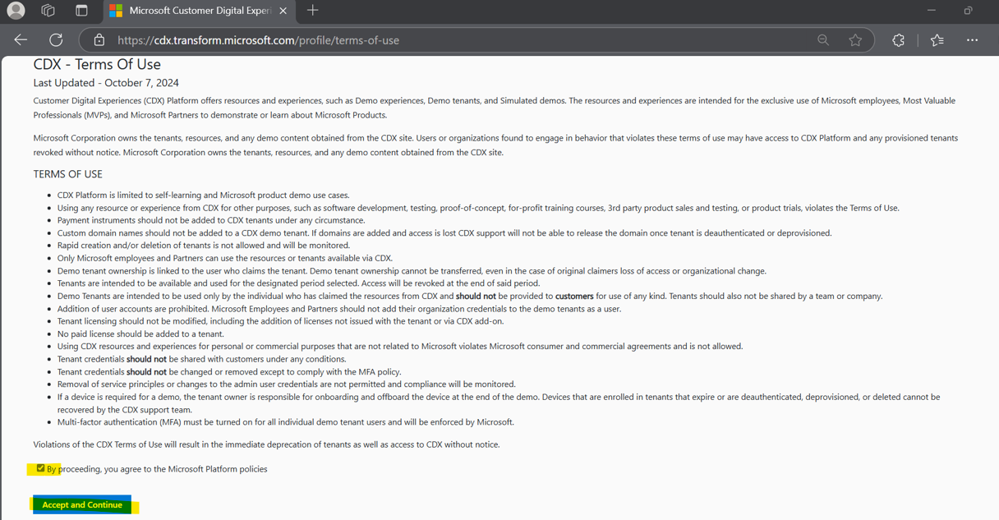 Microsoft Customer Digital Experi
https://cdx.transform.microsoft.com/profile/terms-of-use
CDX - Terms Of Use
Last Updated - October 7, 2024
Customer Digital Experiences (CDX) Platform offers resources and experiences, such as Demo experiences, Demo tenants, and Simulated demos. The resources and experiences are intended for the exclusive use of Microsoft employees, Most Valuable
Professionals (MVPs), and Microsoft Partners to demonstrate or learn about Microsoft Products.
Microsoft Corporation owns the tenants, resources, and any demo content obtained from the CDX site. Users or organizations found to engage in behavior that violates these terms of use may have access to CDX Platform and any provisioned tenants
revoked without notice. Microsoft Corporation owns the tenants, resources, and any demo content obtained from the CDX site.
TERMS OF USE
• CDX Platform is limited to self-learning and Microsoft product demo use cases.
• Using any resource or experience from CDX for other purposes, such as software development, testing, proof-of-concept, for-profit training courses, 3rd party product sales and testing, or product trials, violates the Terms of Use.
• Payment instruments should not be added to CDX tenants under any circumstance.
• Custom domain names should not be added to a CDX demo tenant. If domains are added and access is lost CDX support will not be able to release the domain once tenant is deauthenticated or deprovisioned.
• Rapid creation and/or deletion of tenants is not allowed and will be monitored.
• Only Microsoft employees and Partners can use the resources or tenants available via CDX.
• Demo tenant ownership is linked to the user who claims the tenant. Demo tenant ownership cannot be transferred, even in the case of original claimers loss of access or organizational change.
• Tenants are intended to be available and used for the designated period selected. Access will be revoked at the end of said period.
• Demo Tenants are intended to be used only by the individual who has claimed the resources from CDX and should not be provided to customers for use of any kind. Tenants should also not be shared by a team or company.
• Addition of user accounts are prohibited. Microsoft Employees and Partners should not add their organization credentials to the demo tenants as a user.
• Tenant licensing should not be modified, including the addition of licenses not issued with the tenant or via CDX add-on.
• No paid license should be added to a tenant.
• Using CDX resources and experiences for personal or commercial purposes that are not related to Microsoft violates Microsoft consumer and commercial agreements and is not allowed.
• Tenant credentials should not be shared with customers under any conditions.
• Tenant credentials should not be changed or removed except to comply with the MFA policy.
• Removal of service principles or changes to the admin user credentials are not permitted and compliance will be monitored.
• If a device is required for a demo, the tenant owner is responsible for onboarding and offboard the device at the end of the demo. Devices that are enrolled in tenants that expire or are deauthenticated, deprovisioned, or deleted cannot be
recovered by the CDX support team.
• Multi-factor authentication (MFA) must be turned on for all individual demo tenant users and will be enforced by Microsoft.
Violations of the CDX Terms of Use will result in the immediate deprecation of tenants as well as access to CDX without notice.
By proceeding, you agree to the Microsoft Platform policies
Accept and Continue